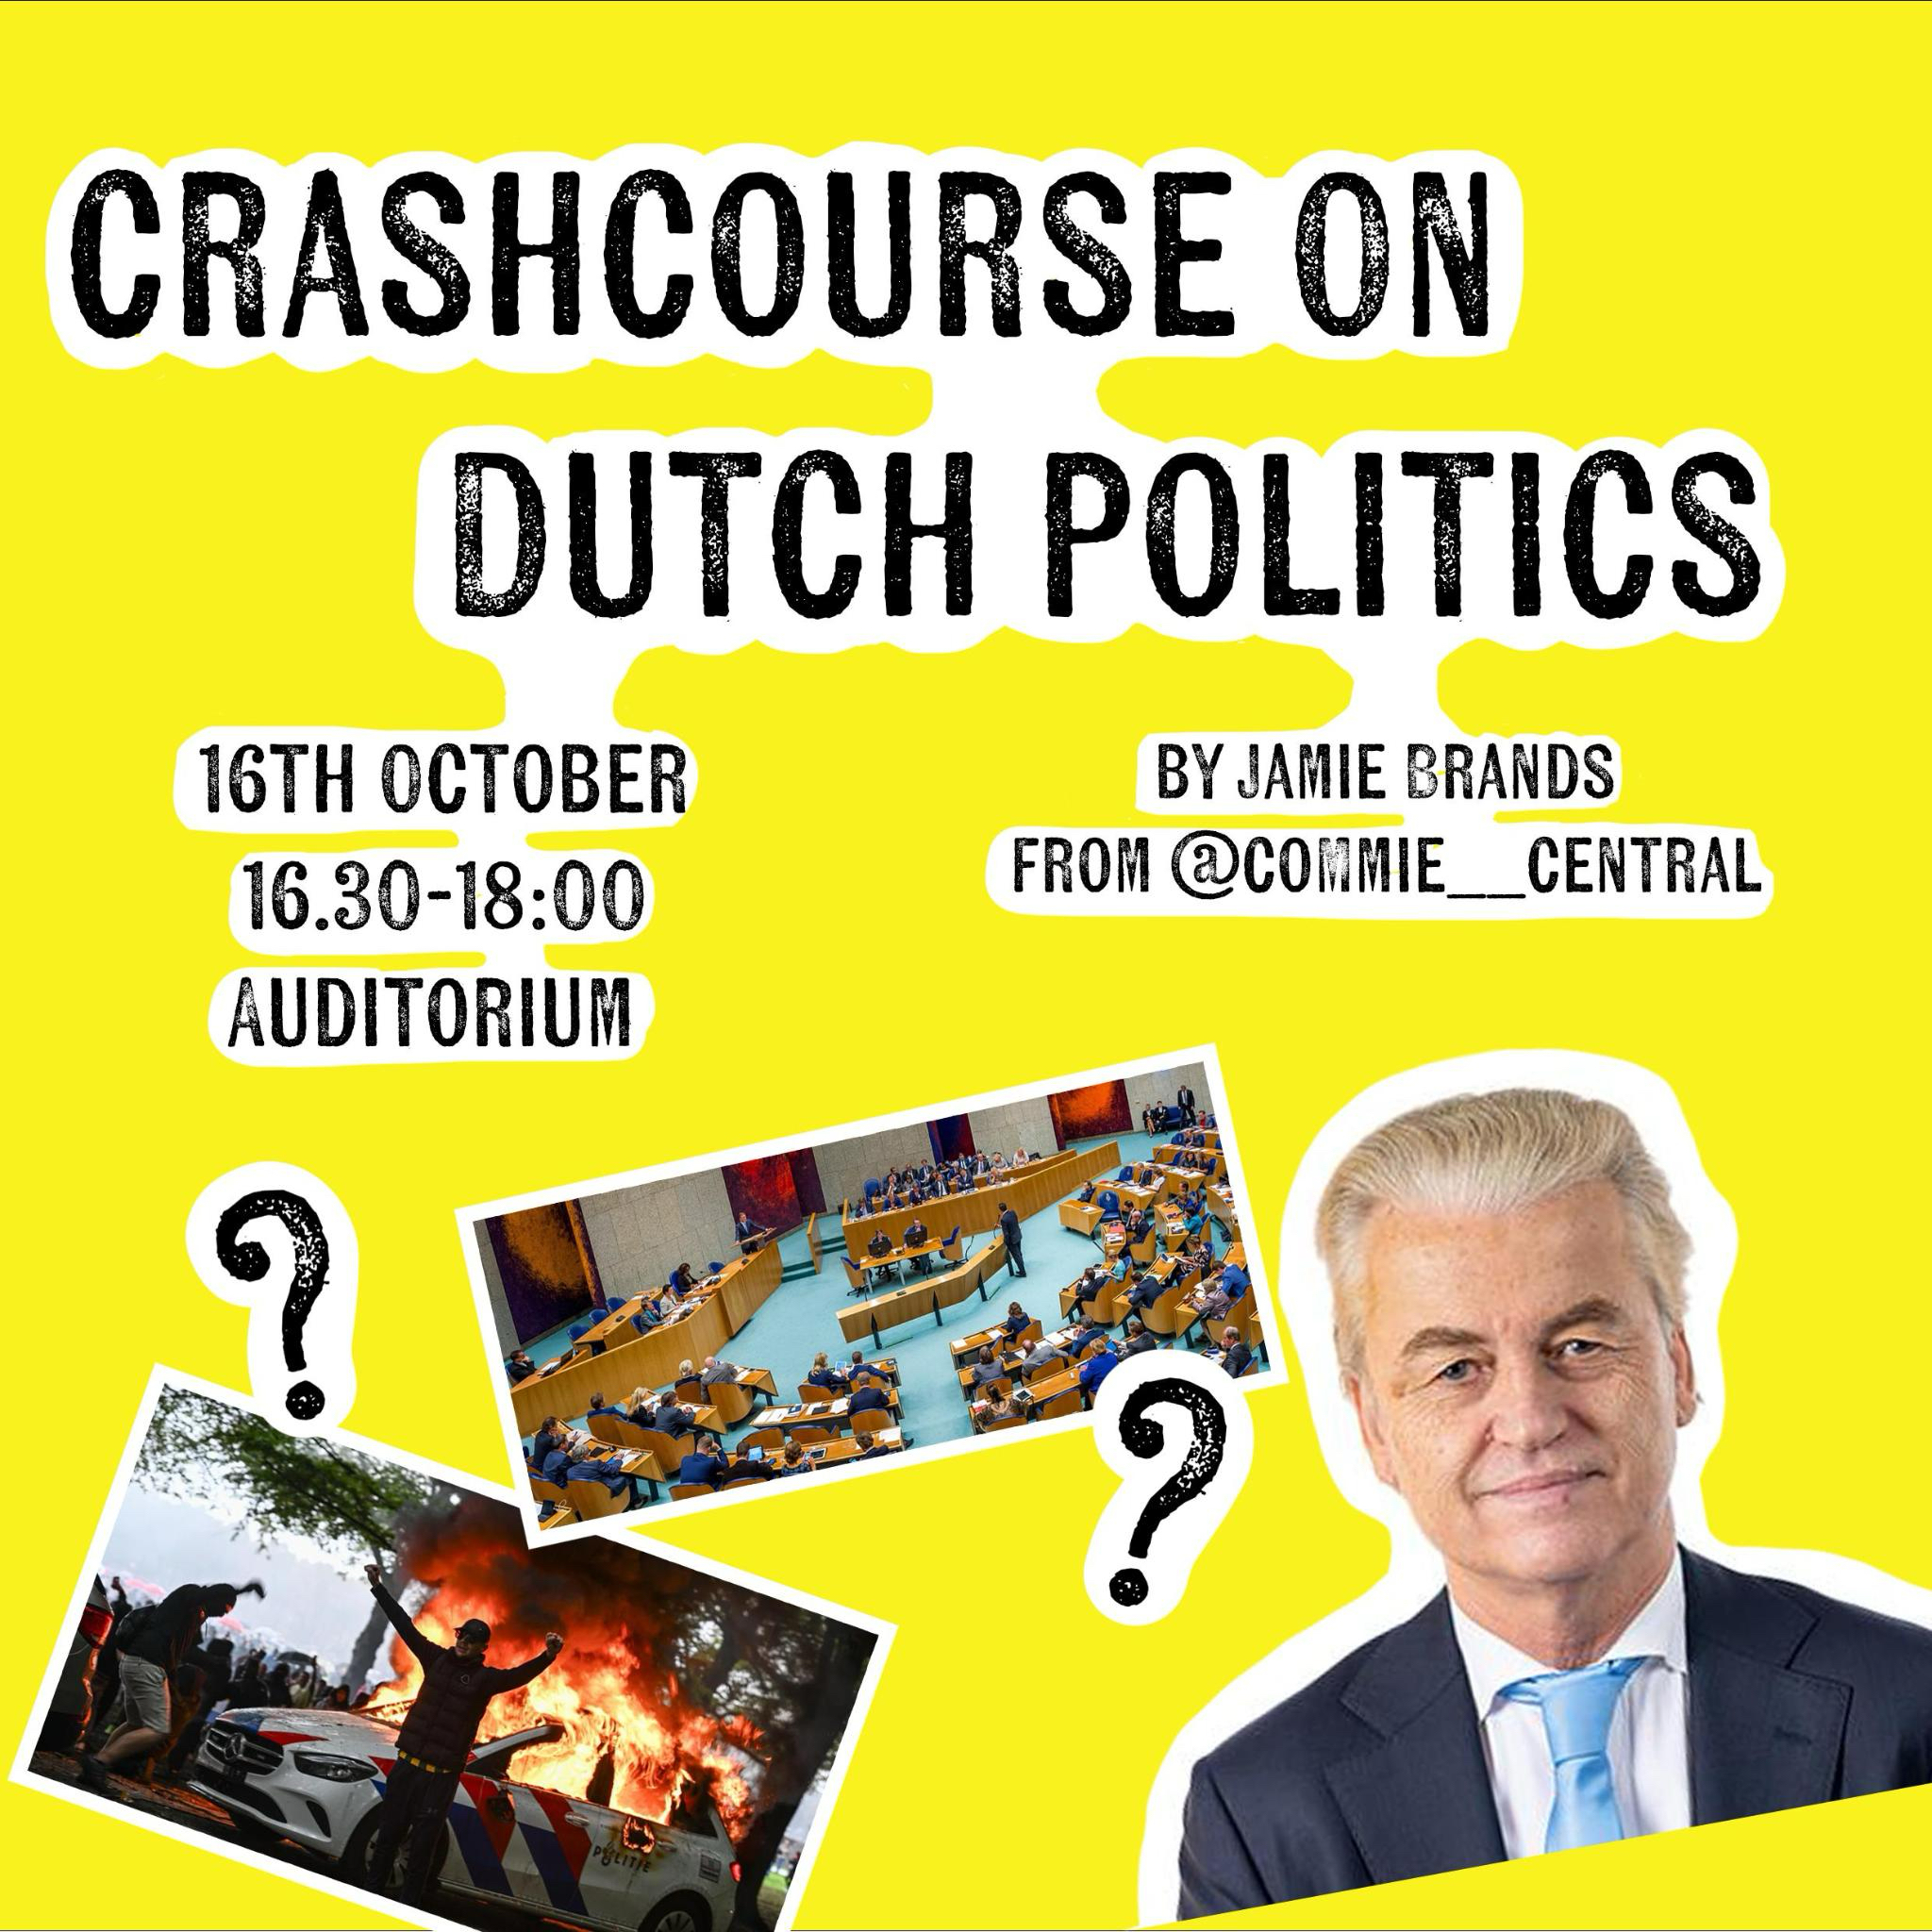 CRASHCOURSE ON
DUTCH POLITICS
16TH OCTOBER
16.30-18:00
AUDITORIUM
BY JAMIE BRANDS
FROM @COMMIE__CENTRAL
?
?
POLITIE